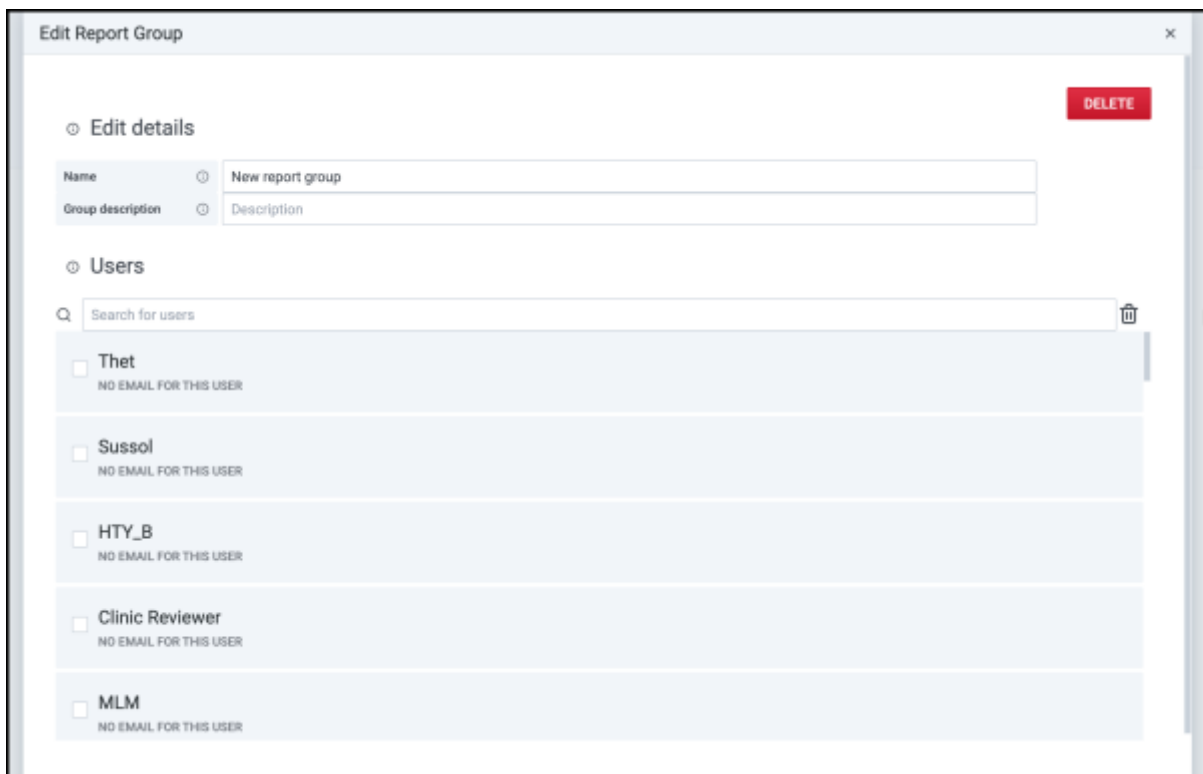 Edit Report Group
DELETE
Edit details
Name
New report group
Group description
Description
Users
Search for users
Thet
NO EMAIL FOR THIS USER
Sussol
NO EMAIL FOR THIS USER
HTY_B
NO EMAIL FOR THIS USER
Clinic Reviewer
NO EMAIL FOR THIS USER
MLM
NO EMAIL FOR THIS USER